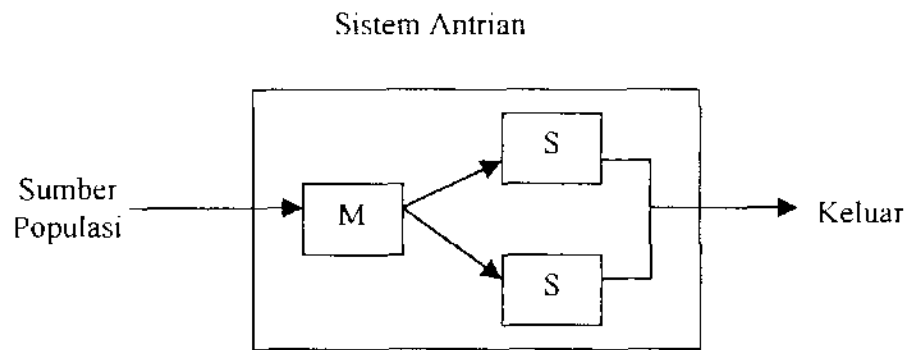 Sistem Antrian
S
Sumber
Populasi
M
Keluar
S